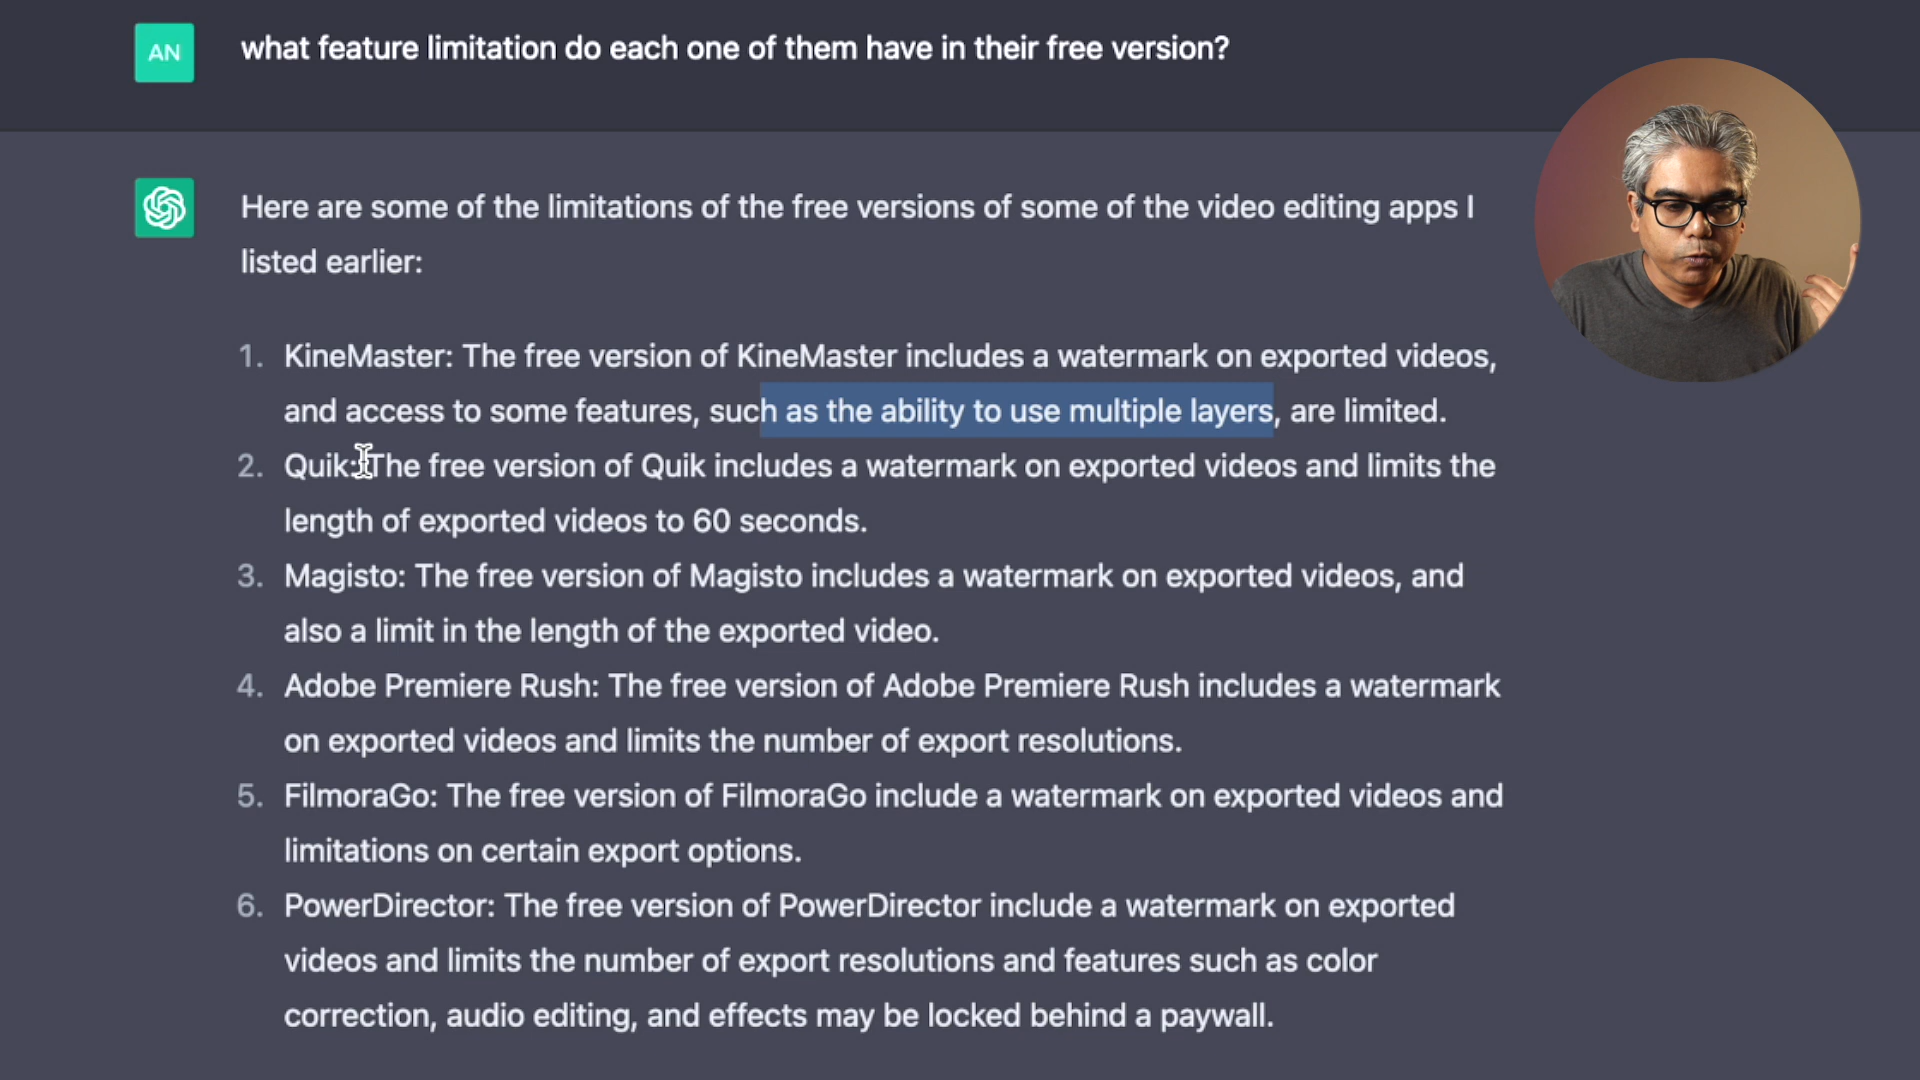 AN
what feature limitation do each one of them have in their free version?
Here are some of the limitations of the free versions of some of the video editing apps I
listed earlier:
1. KineMaster: The free version of KineMaster includes a watermark on exported videos,
and access to some features, such as the ability to use multiple layers, are limited.
2. Quik: The free version of Quik includes a watermark on exported videos and limits the
length of exported videos to 60 seconds.
3. Magisto: The free version of Magisto includes a watermark on exported videos, and
also a limit in the length of the exported video.
4. Adobe Premiere Rush: The free version of Adobe Premiere Rush includes a watermark
on exported videos and limits the number of export resolutions.
5. FilmoraGo: The free version of FilmoraGo include a watermark on exported videos and
limitations on certain export options.
6. PowerDirector: The free version of PowerDirector include a watermark on exported
videos and limits the number of export resolutions and features such as color
correction, audio editing, and effects may be locked behind a paywall.